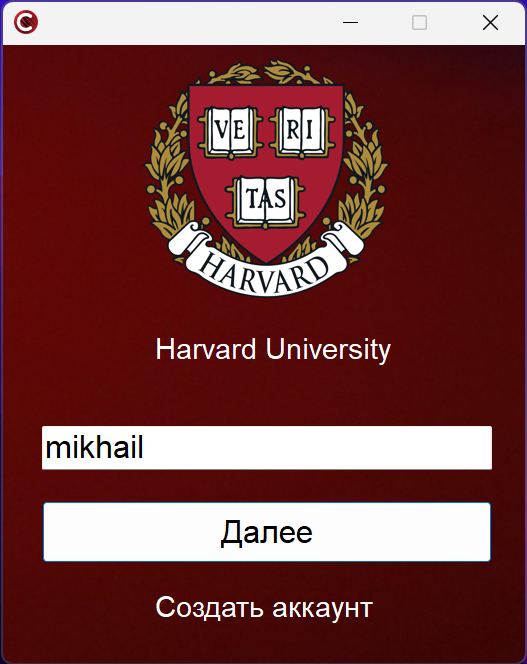 VE RI
TAS
HARVARD
Harvard University
mikhail
Далее
Создать аккаунт